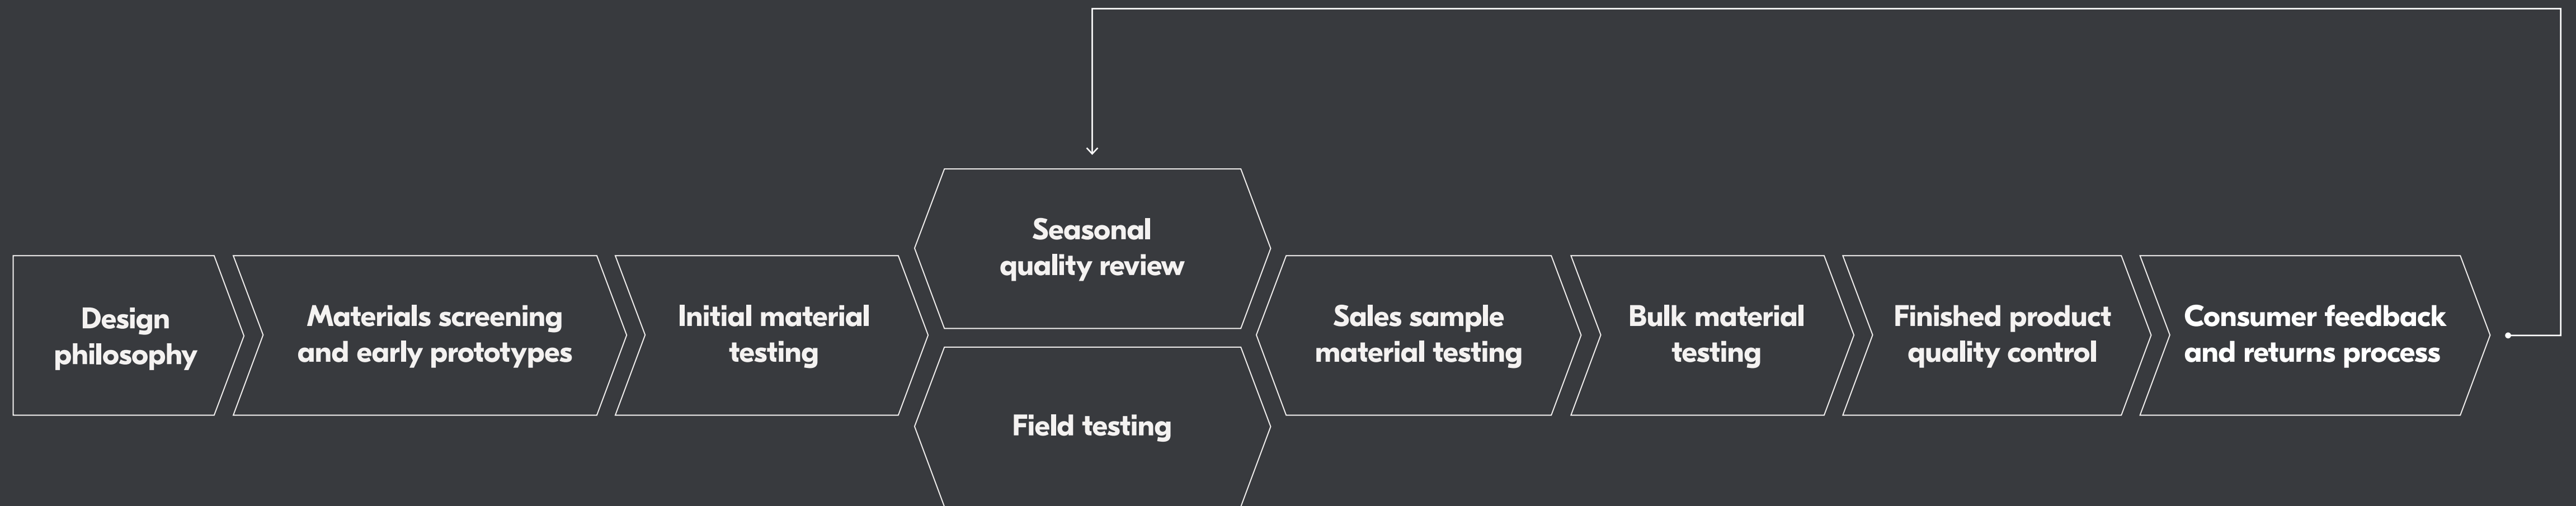 Design
philosophy
Materials screening
and early prototypes
Initial material
testing
Seasonal
quality review
Field testing
Sales sample
material testing
Bulk material
testing
Finished product
quality control
Consumer feedback
and returns process